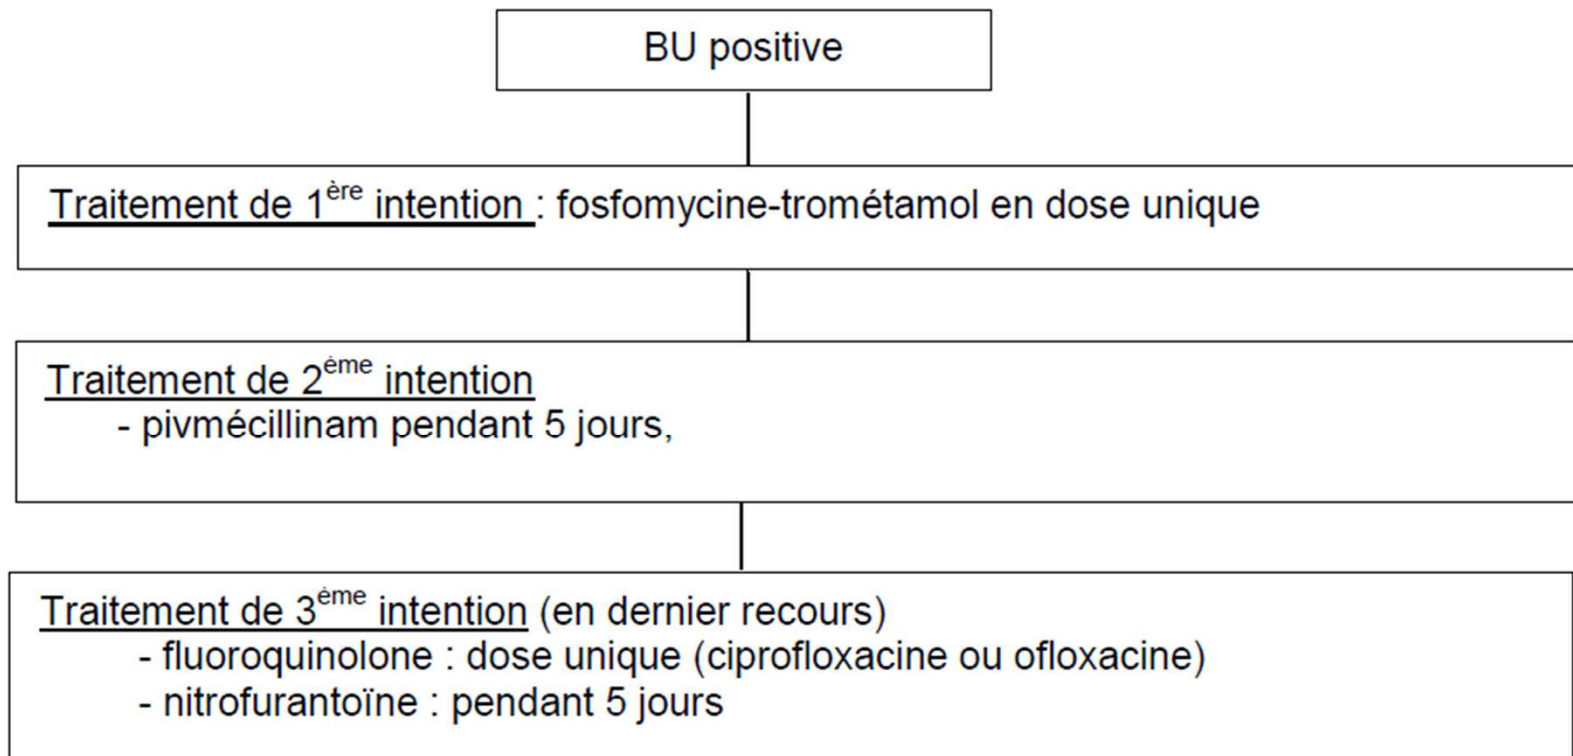 BU positive
Traitement de 1ère intention : fosfomycine-trométamol en dose unique
Traitement de 2ème intention
- pivmécillinam pendant 5 jours,
Traitement de 3ème intention (en dernier recours)
- fluoroquinolone : dose unique (ciprofloxacine ou ofloxacine)
- nitrofurantoïne : pendant 5 jours